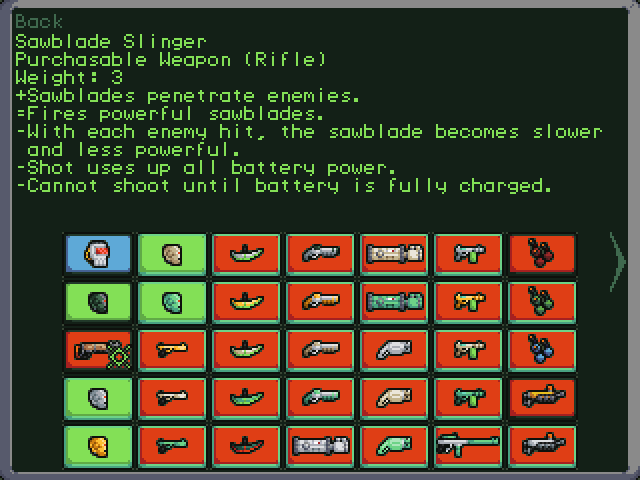 Back
Sawblade Slinger
Purchasable Weapon (Rifle)
Weight: 3
+Sawblades penetrate enemies.
=Fires powerful sawblades.
-With each enemy hit, the sawblade becomes slower
and less powerful.
-Shot uses up all battery power.
-Cannot shoot until battery is fully charged.